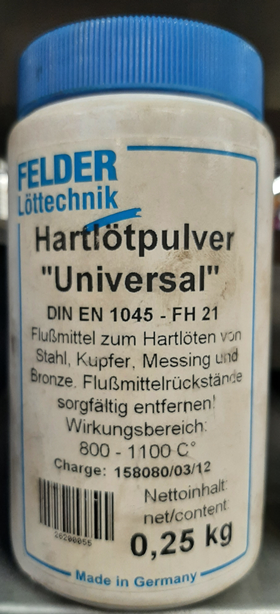 FELDER
Löttechnik
Hartlötpulver
"Universal"
DIN EN 1045 - FH 21
Flußmittel zum Hartlöten von
Stahl, Kupfer, Messing und
Bronze. Flußmittelrückstände
sorgfältig entfernen!
Wirkungsbereich:
800 - 1100 C°
Charge: 158080/03/12
Nettoinhalt
net/content
0,25 kg
Made in Germany